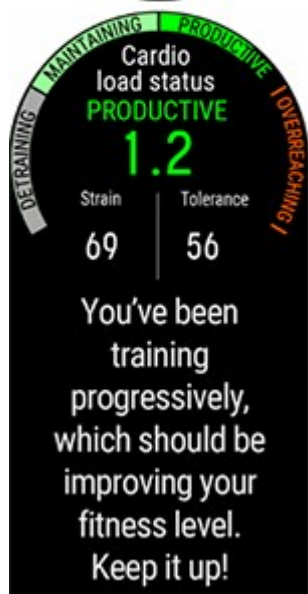 DETRAINING
MAINTAINING
PRODUCTIVE
OVERREACHING
Cardio
load status
PRODUCTIVE
1.2
Strain
Tolerance
69
56
You’ve been
training
progressively,
which should be
improving your
fitness level.
Keep it up!